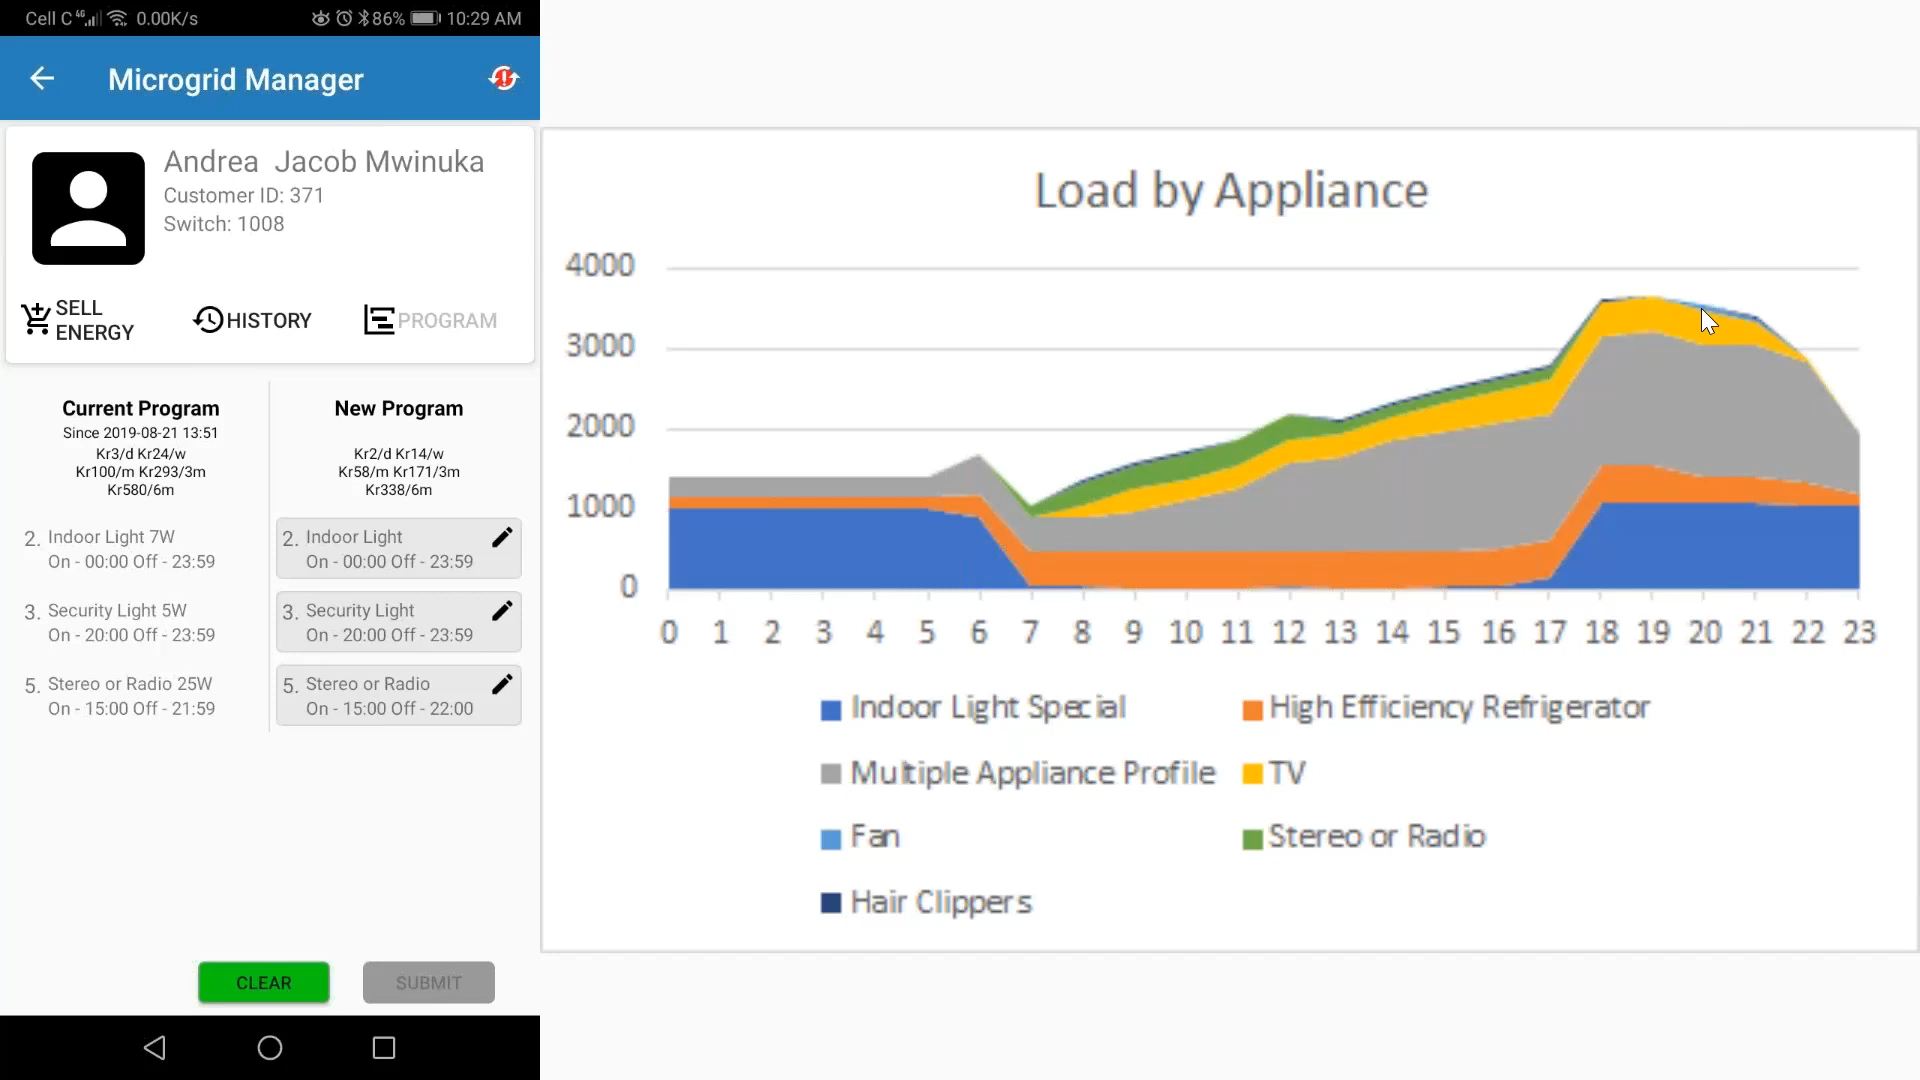 Cell C 4G 0.00K/s 86% 10:29 AM
Microgrid Manager
Andrea Jacob Mwinuka
Customer ID: 371
Switch: 1008
SELL
ENERGY
HISTORY
PROGRAM
Current Program
Since 2019-08-21 13:51
Kr3/d Kr24/w
Kr100/m Kr293/3m
Kr580/6m
2. Indoor Light 7W
On - 00:00 Off - 23:59
3. Security Light 5W
On - 20:00 Off - 23:59
5. Stereo or Radio 25W
On - 15:00 Off - 21:59
New Program
Kr2/d Kr14/w
Kr58/m Kr171/3m
Kr338/6m
2. Indoor Light
On - 00:00 Off - 23:59
3. Security Light
On - 20:00 Off - 23:59
5. Stereo or Radio
On - 15:00 Off - 22:00
CLEAR
SUBMIT
Load by Appliance
4000
3000
2000
1000
0
0 1 2 3 4 5 6 7 8 9 10 11 12 13 14 15 16 17 18 19 20 21 22 23
Indoor Light Special
High Efficiency Refrigerator
Multiple Appliance Profile
TV
Fan
Stereo or Radio
Hair Clippers